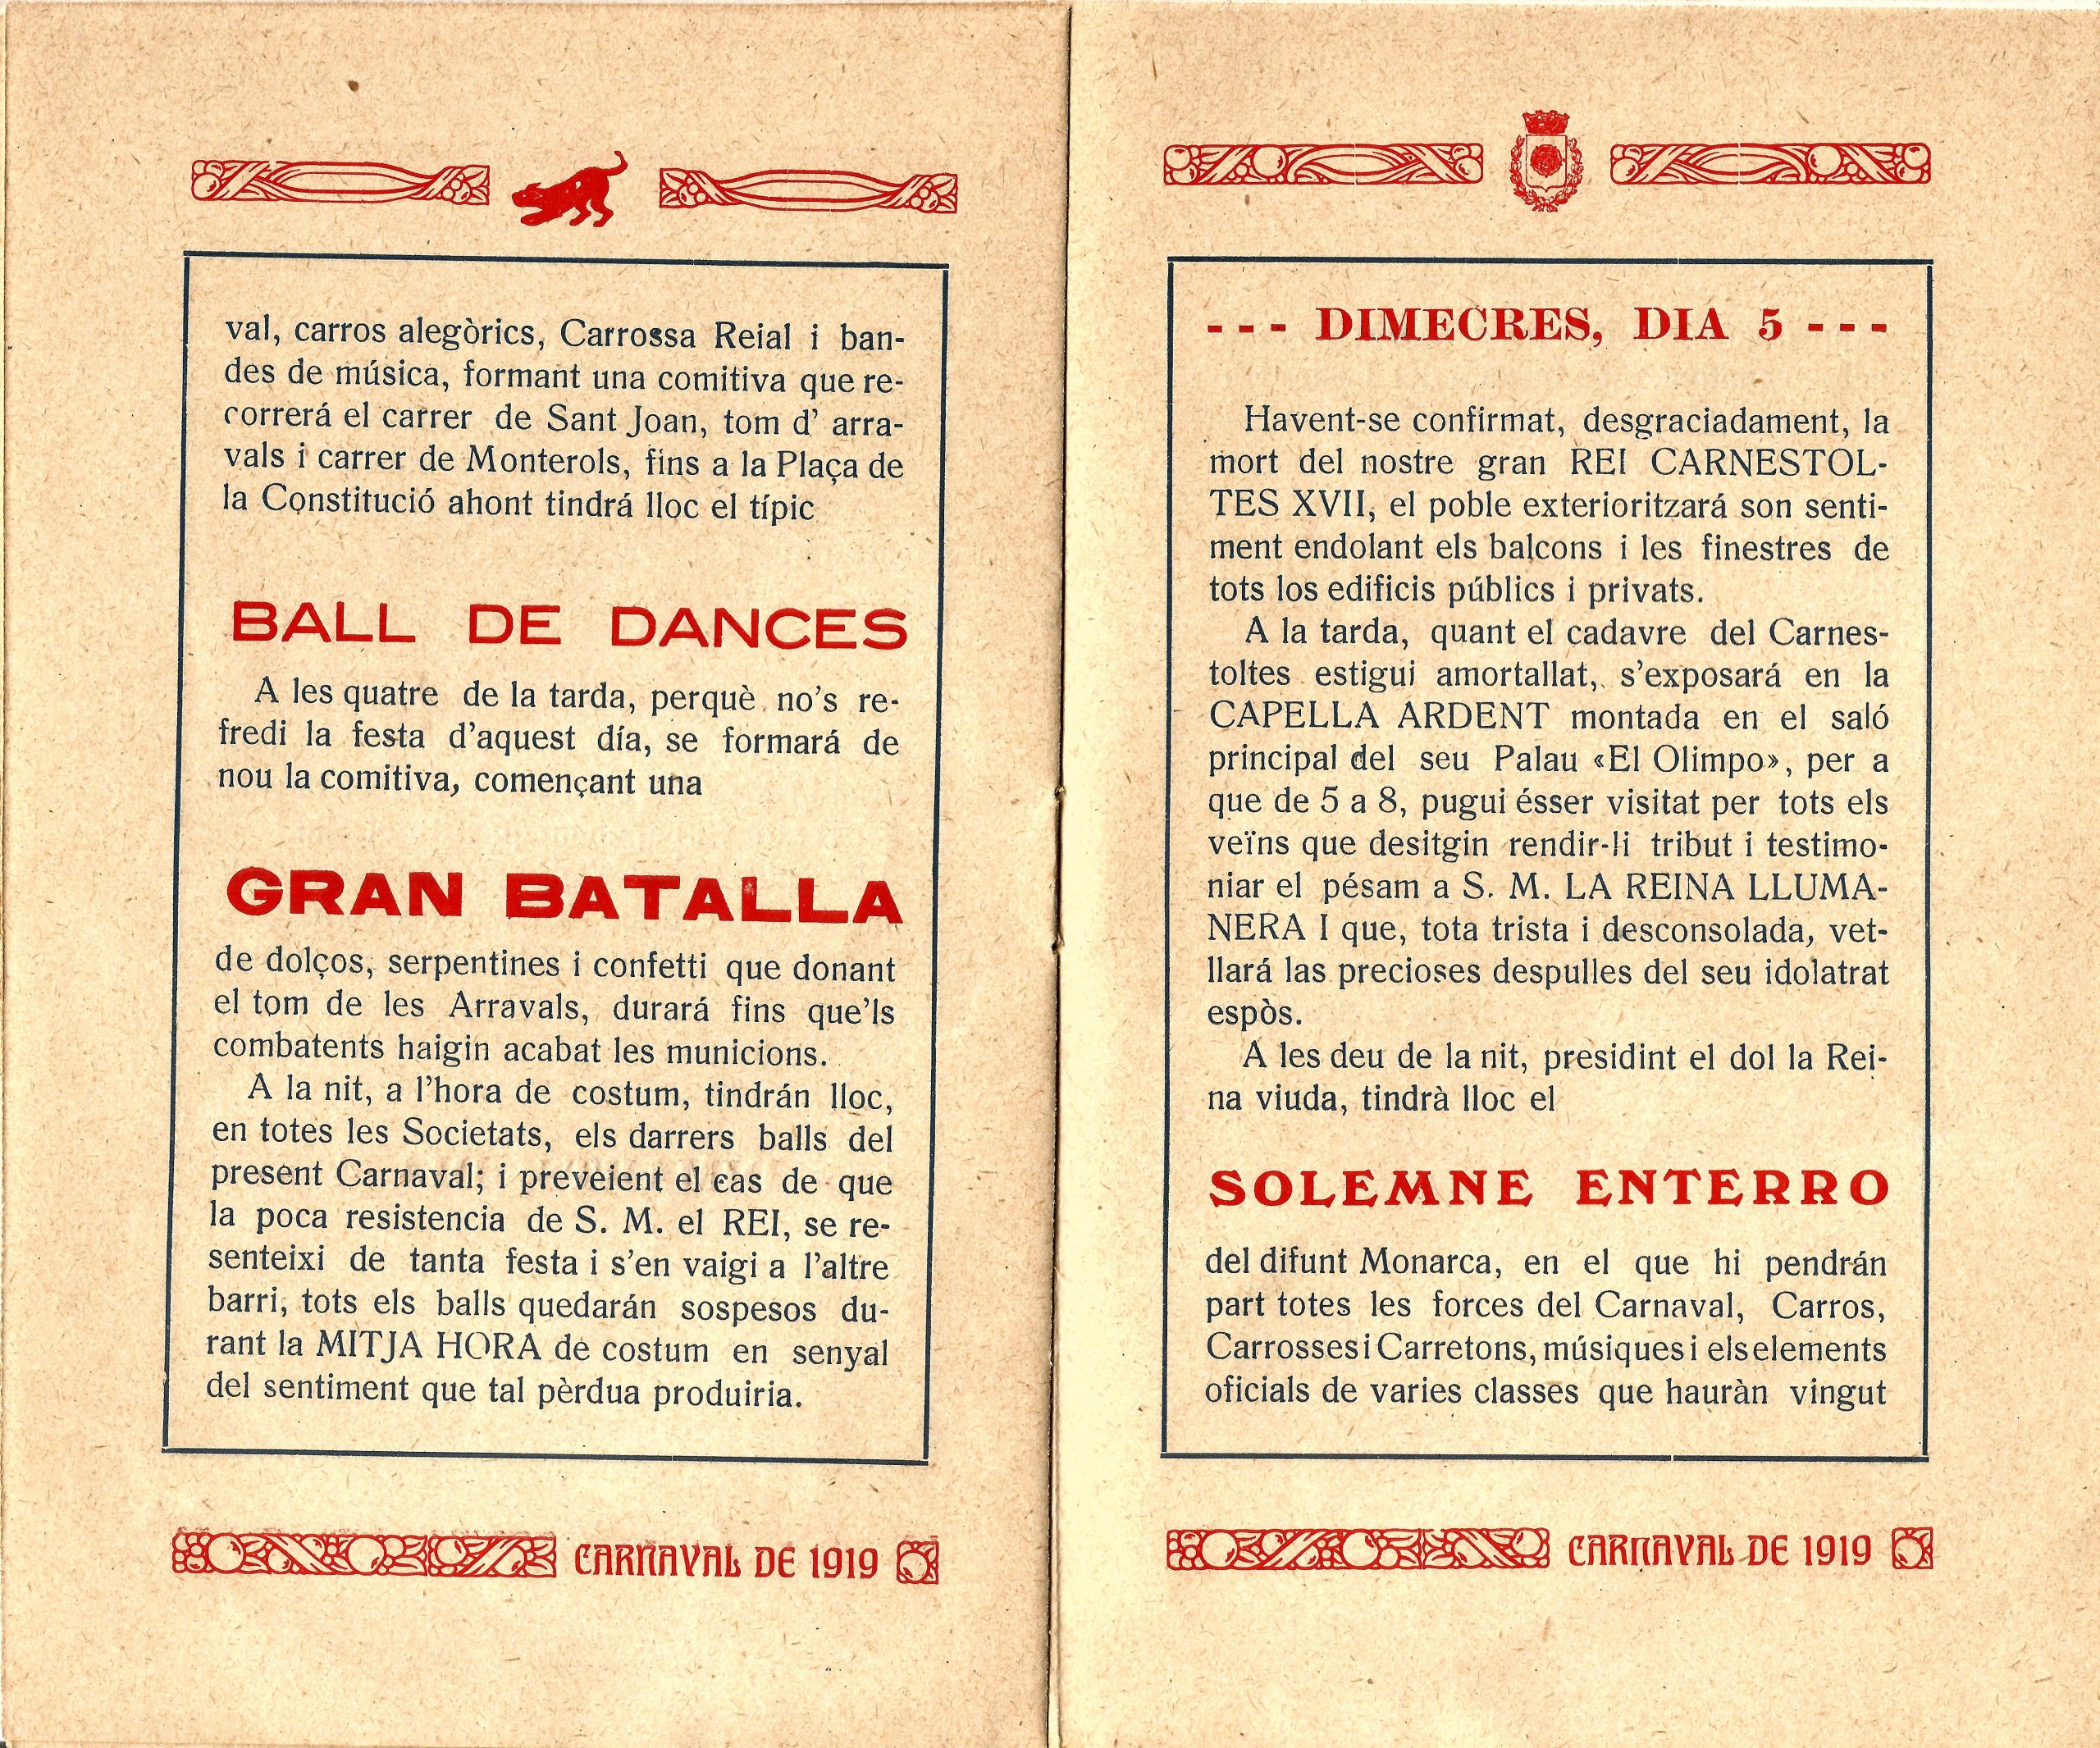 val, carros alegòrics, Carrossa Reial i ban-
des de música, formant una comitiva que re-
correrá el carrer de Sant Joan, tom d' arra-
vals i carrer de Monterols, fins a la Plaça de
la Constitució ahont tindrá lloc el típic
BALL DE DANCES
A les quatre de la tarda, perquè no's re-
fredi la festa d'aquest día, se formará de
nou la comitiva, començant una
GRAN BATALLA
de dolços, serpentines i confetti que donant
el tom de les Arravals, durará fins que'ls
combatents haigin acabat les municions.
A la nit, a l'hora de costum, tindrán lloc,
en totes les Societats, els darrers balls del
present Carnaval; i preveient el cas de que
la poca resistencia de S. M. el REI, se re-
senteixi de tanta festa i s'en vaigi a l'altre
barri, tots els balls quedarán sospesos du-
rant la MITJA HORA de costum en senyal
del sentiment que tal pèrdua produiria.
CARNAVAL DE 1919
--- DIMECRES, DIA 5 ---
Havent-se confirmat, desgraciadament, la
mort del nostre gran REI CARNESTOL-
TES XVII, el poble exterioritzará son senti-
ment endolant els balcons i les finestres de
tots los edificis públics i privats.
A la tarda, quant el cadavre del Carnes-
toltes estigui amortallat, s'exposará en la
CAPELLA ARDENT montada en el saló
principal del seu Palau «El Olimpo», per a
que de 5 a 8, pugui ésser visitat per tots els
veïns que desitgin rendir-li tribut i testimo-
niar el pésam a S. M. LA REINA LLUMA-
NERA I que, tota trista i desconsolada, vet-
llará las precioses despulles del seu idolatrat
espòs.
A les deu de la nit, presidint el dol la Rei-
na viuda, tindrà lloc el
SOLEMNE ENTERRO
del difunt Monarca, en el que hi pendrán
part totes les forces del Carnaval, Carros,
Carrosses i Carretons, músiques i els elements
oficials de varies classes que hauràn vingut
CARNAVAL DE 1919